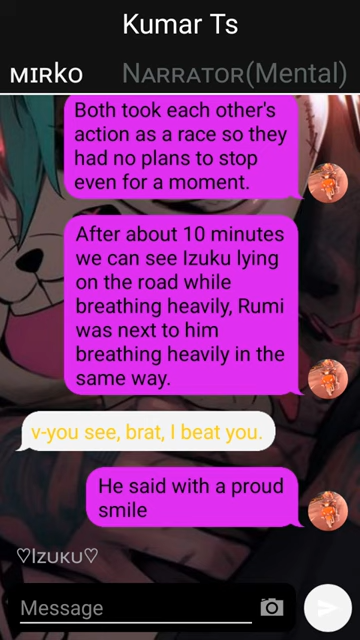 Kumar Ts
MIRKO NARRATOR(Mental)
Both took each other's
action as a race so they
had no plans to stop
even for a moment.
After about 10 minutes
we can see Izuku lying
on the road while
breathing heavily, Rumi
was next to him
breathing heavily in the
same way.
v-you see, brat, I beat you.
He said with a proud
smile
♡IZUKU♡
Message